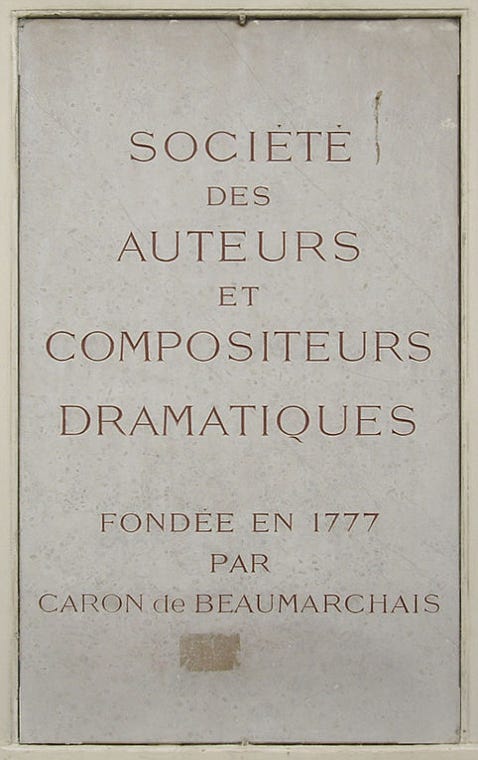 SOCIÉTÉ
DES
AUTEURS
ET
COMPOSITEURS
DRAMATIQUES
FONDÉE EN 1777
PAR
CARON de BEAUMARCHAIS